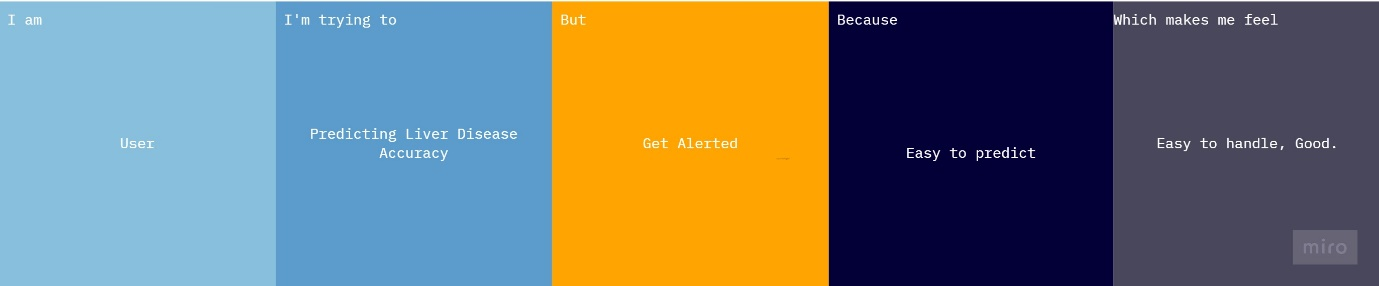 I am
User
I'm trying to
Predicting Liver Disease
Accuracy
But
Get Alerted
Because
Easy to predict
Which makes me feel
Easy to handle, Good.
miro